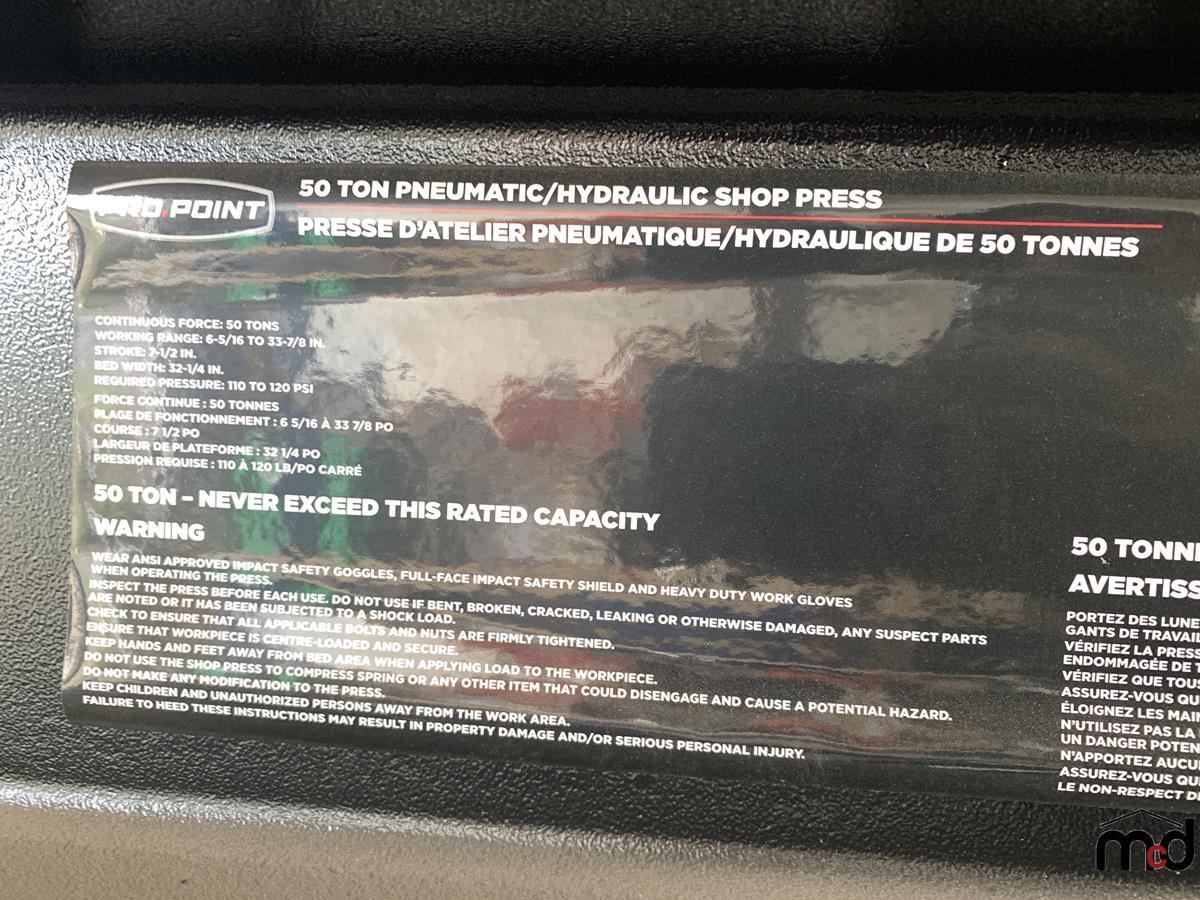 PRO.POINT
50 TON PNEUMATIC/HYDRAULIC SHOP PRESS
PRESSE D'ATELIER PNEUMATIQUE/HYDRAULIQUE DE 50 TONNES
CONTINUOUS FORCE: 50 TONS
WORKING RANGE: 6-5/16 TO 33-7/8 IN.
STROKE: 7-1/2 IN.
BED WIDTH: 32-1/4 IN.
REQUIRED PRESSURE: 110 TO 120 PSI
FORCE CONTINUE : 50 TONNES
PLAGE DE FONCTIONNEMENT : 6 5/16 À 33 7/8 PO
COURSE : 7 1/2 PO
LARGEUR DE PLATEFORME : 32 1/4 PO
PRESSION REQUISE : 110 À 120 LB/PO CARRÉ
50 TON – NEVER EXCEED THIS RATED CAPACITY
WARNING
WEAR ANSI APPROVED IMPACT SAFETY GOGGLES, FULL-FACE IMPACT SAFETY SHIELD AND HEAVY DUTY WORK GLOVES
WHEN OPERATING THE PRESS.
INSPECT THE PRESS BEFORE EACH USE. DO NOT USE IF BENT, BROKEN, CRACKED, LEAKING OR OTHERWISE DAMAGED, ANY SUSPECT PARTS
ARE NOTED OR IT HAS BEEN SUBJECTED TO A SHOCK LOAD.
CHECK TO ENSURE THAT ALL APPLICABLE BOLTS AND NUTS ARE FIRMLY TIGHTENED.
ENSURE THAT WORKPIECE IS CENTRE-LOADED AND SECURE.
KEEP HANDS AND FEET AWAY FROM BED AREA WHEN APPLYING LOAD TO THE WORKPIECE.
DO NOT USE THE SHOP PRESS TO COMPRESS SPRING OR ANY OTHER ITEM THAT COULD DISENGAGE AND CAUSE A POTENTIAL HAZARD.
DO NOT MAKE ANY MODIFICATION TO THE PRESS.
KEEP CHILDREN AND UNAUTHORIZED PERSONS AWAY FROM THE WORK AREA.
FAILURE TO HEED THESE INSTRUCTIONS MAY RESULT IN PROPERTY DAMAGE AND/OR SERIOUS PERSONAL INJURY.
50 TONN
AVERTISS
PORTEZ DES LUNE
GANTS DE TRAVAI
VÉRIFIEZ LA PRESS
ENDOMMAGÉE DE T
VÉRIFIEZ QUE TOUS
ASSUREZ-VOUS QU
ÉLOIGNEZ LES MAI
N'UTILISEZ PAS LA
UN DANGER POTEN
N'APPORTEZ AUCU
ASSUREZ-VOUS QU
LE NON-RESPECT D
mcd